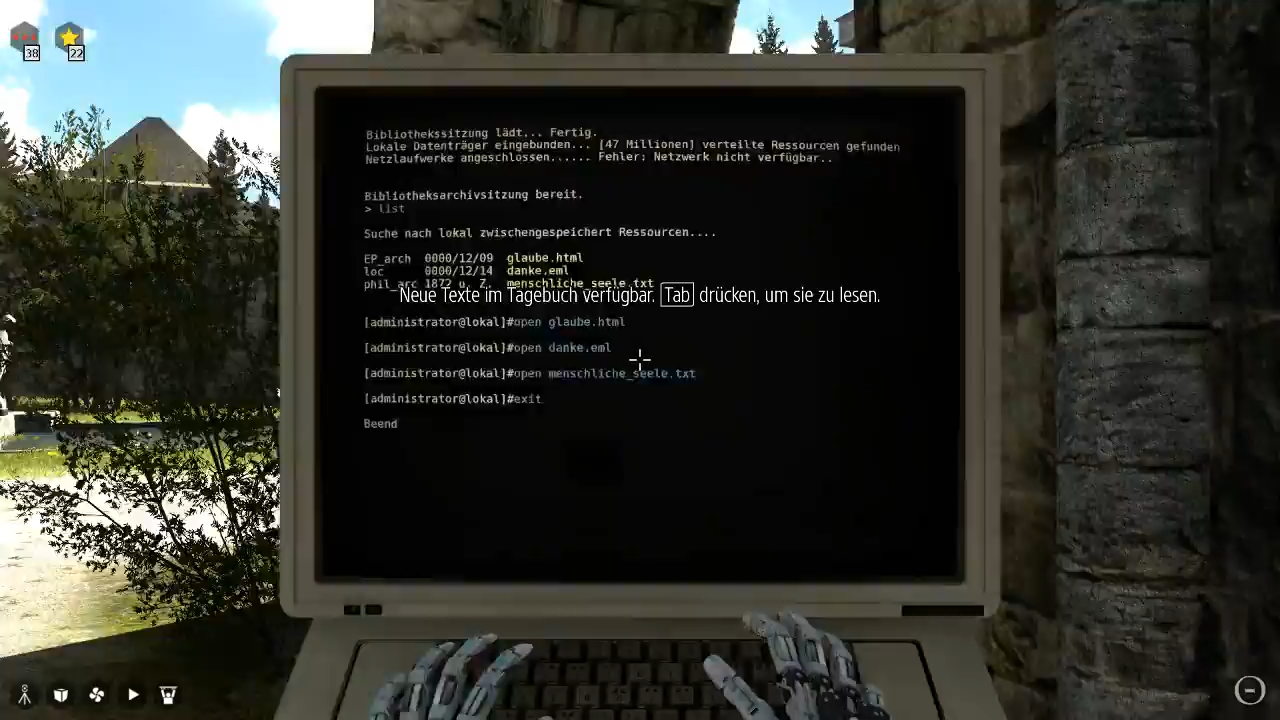 38
22
Bibliothekssitzung lädt... Fertig.
Lokale Datenträger eingebunden... [47 Millionen] verteilte Ressourcen gefunden
Netzlaufwerke angeschlossen...... Fehler: Netzwerk nicht verfügbar..
Bibliotheksarchivsitzung bereit.
> list
Suche nach lokal zwischengespeichert Ressourcen....
EP_arch 0000/12/09 glaube.html
loc 0000/12/14 danke.eml
phil_arc 1872 u. Z. menschliche_seele.txt
Neue Texte im Tagebuch verfügbar. Tab drücken, um sie zu lesen.
[administrator@lokal]#open glaube.html
[administrator@lokal]#open danke.eml
[administrator@lokal]#open menschliche_seele.txt
[administrator@lokal]#exit
Beend